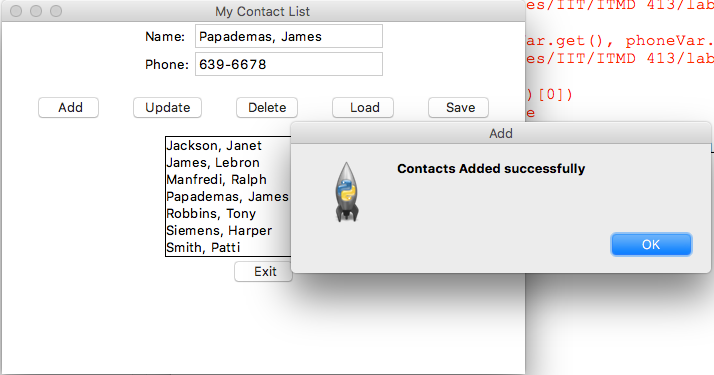 My Contact List
Name: Papademas, James
Phone: 639-6678
Add Update Delete Load Save
Jackson, Janet
James, Lebron
Manfredi, Ralph
Papademas, James
Robbins, Tony
Siemens, Harper
Smith, Patti
Exit
Add
Contacts Added successfully
OK
es/IIT/ITMD 413/lab
ar.get(), phoneVar.
es/IIT/ITMD 413/lab
)[0])
e